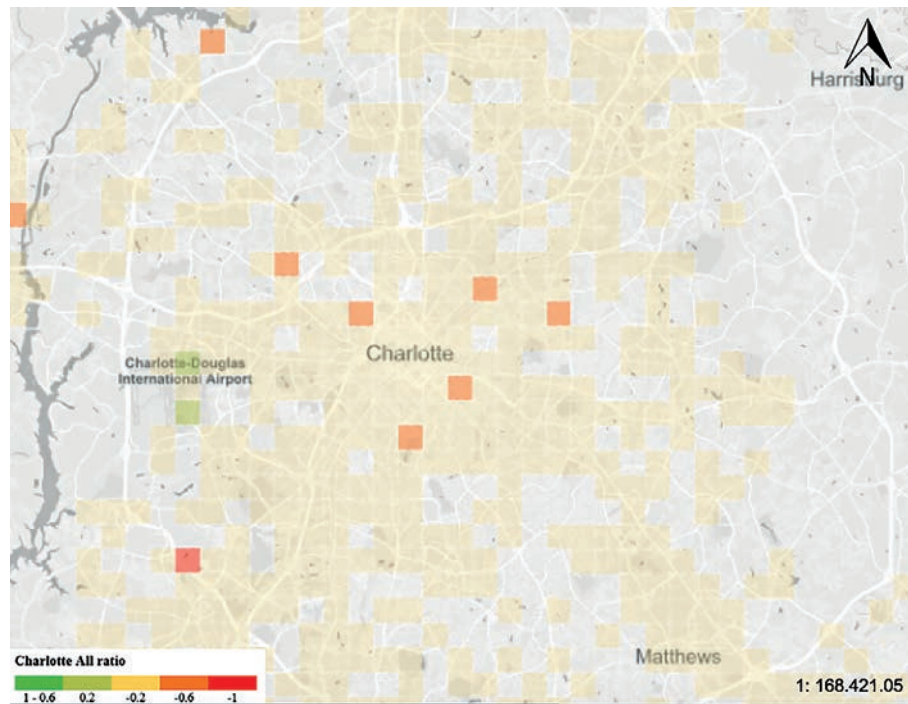 N
Harrisburg
Charlotte
Charlotte-Douglas
International Airport
Matthews
Charlotte All ratio
1 - 0.6 0.2 -0.2 -0.6 -1
1: 168.421.05